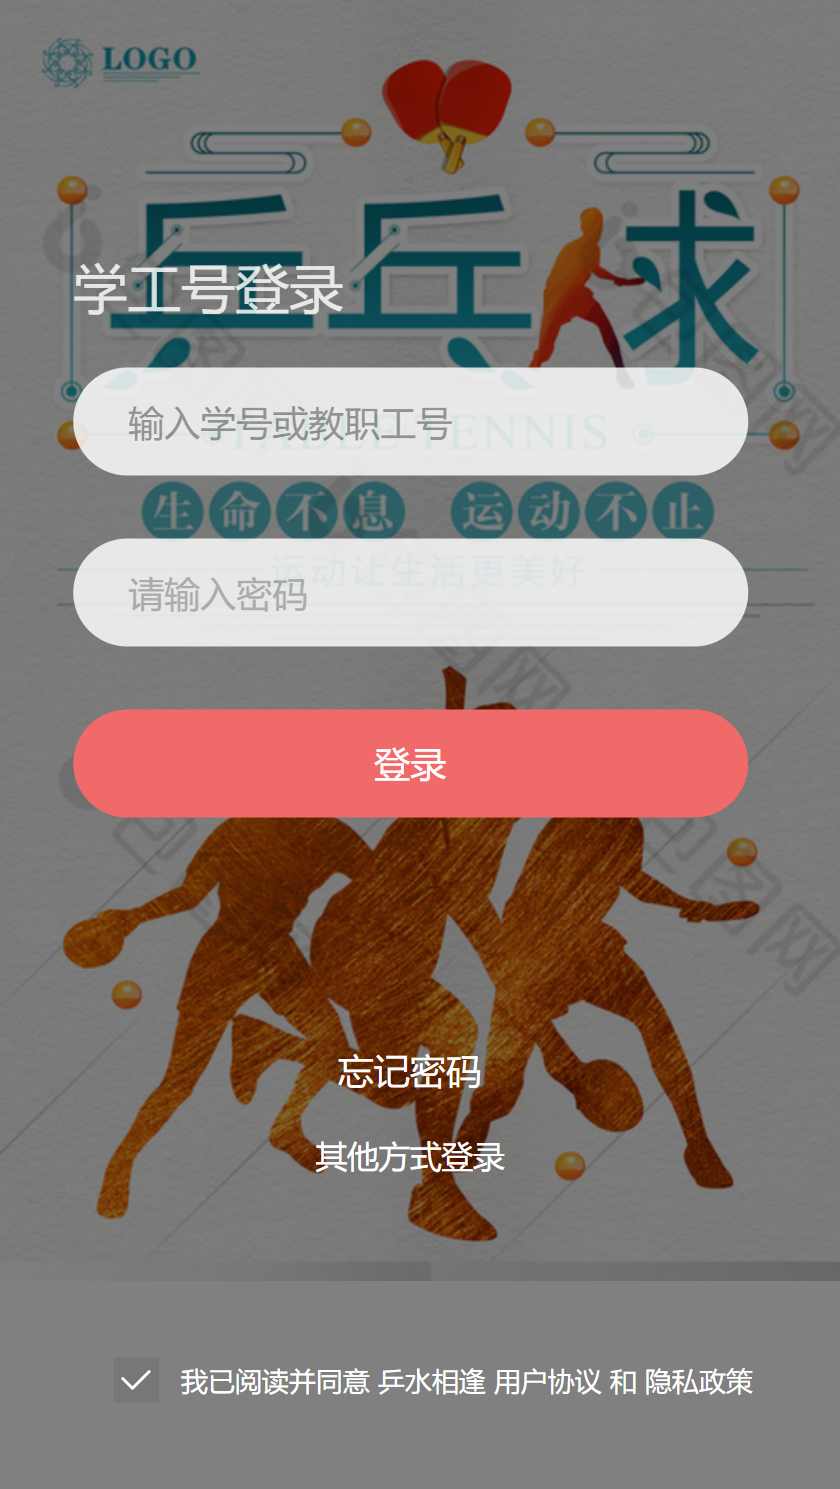 LOGO
乒乓球
学工号登录
输入学号或教职工号
TABLE TENNIS
生命不息 运动不止
运动让生活更美好
请输入密码
登录
忘记密码
其他方式登录
我已阅读并同意 乒水相逢 用户协议 和 隐私政策